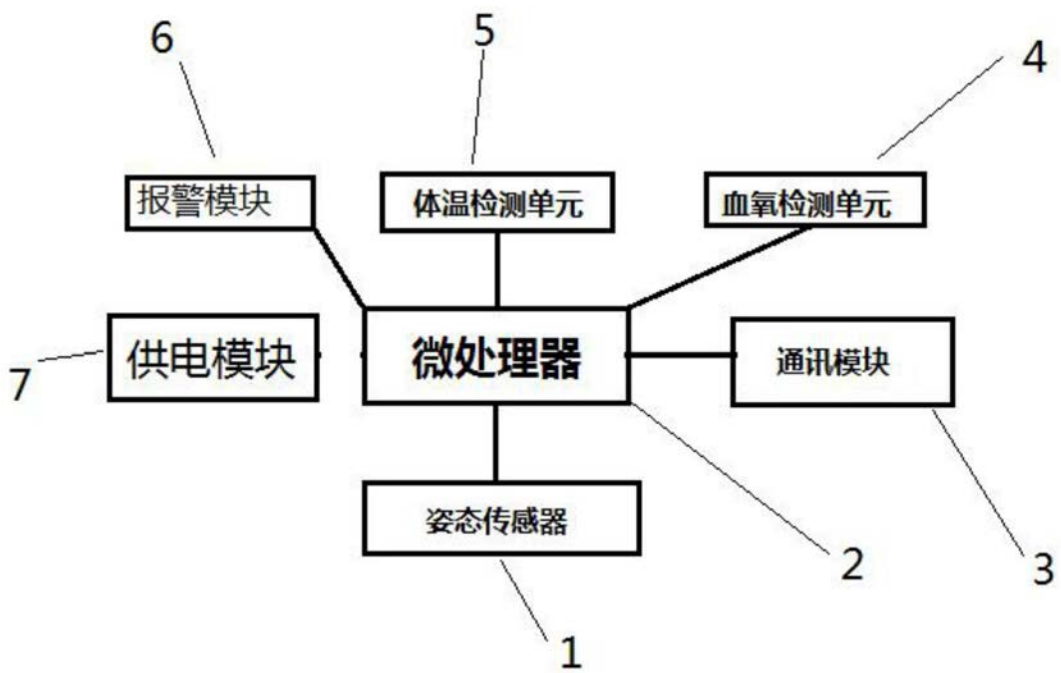 6
5
4
报警模块
体温检测单元
血氧检测单元
供电模块
微处理器
通讯模块
7
姿态传感器
2
3
1